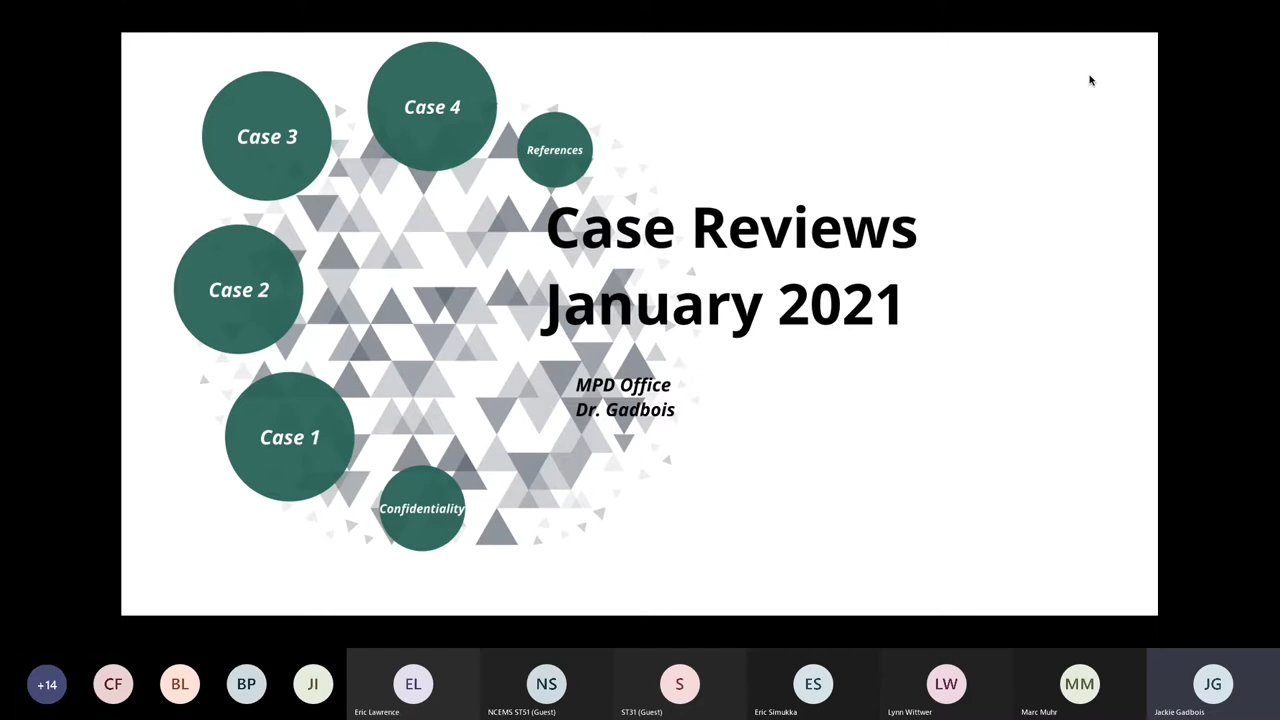 Case 4
Case 3
References
Case Reviews
January 2021
Case 2
MPD Office
Dr. Gadbois
Case 1
Confidentiality
+14
CF
BL
BP
JI
EL
NS
S
ES
LW
MM
JG
Eric Lawrence
NCEMS ST51 (Guest)
ST31 (Guest)
Eric Simukka
Lynn Wittwer
Marc Muhr
Jackie Gadbois